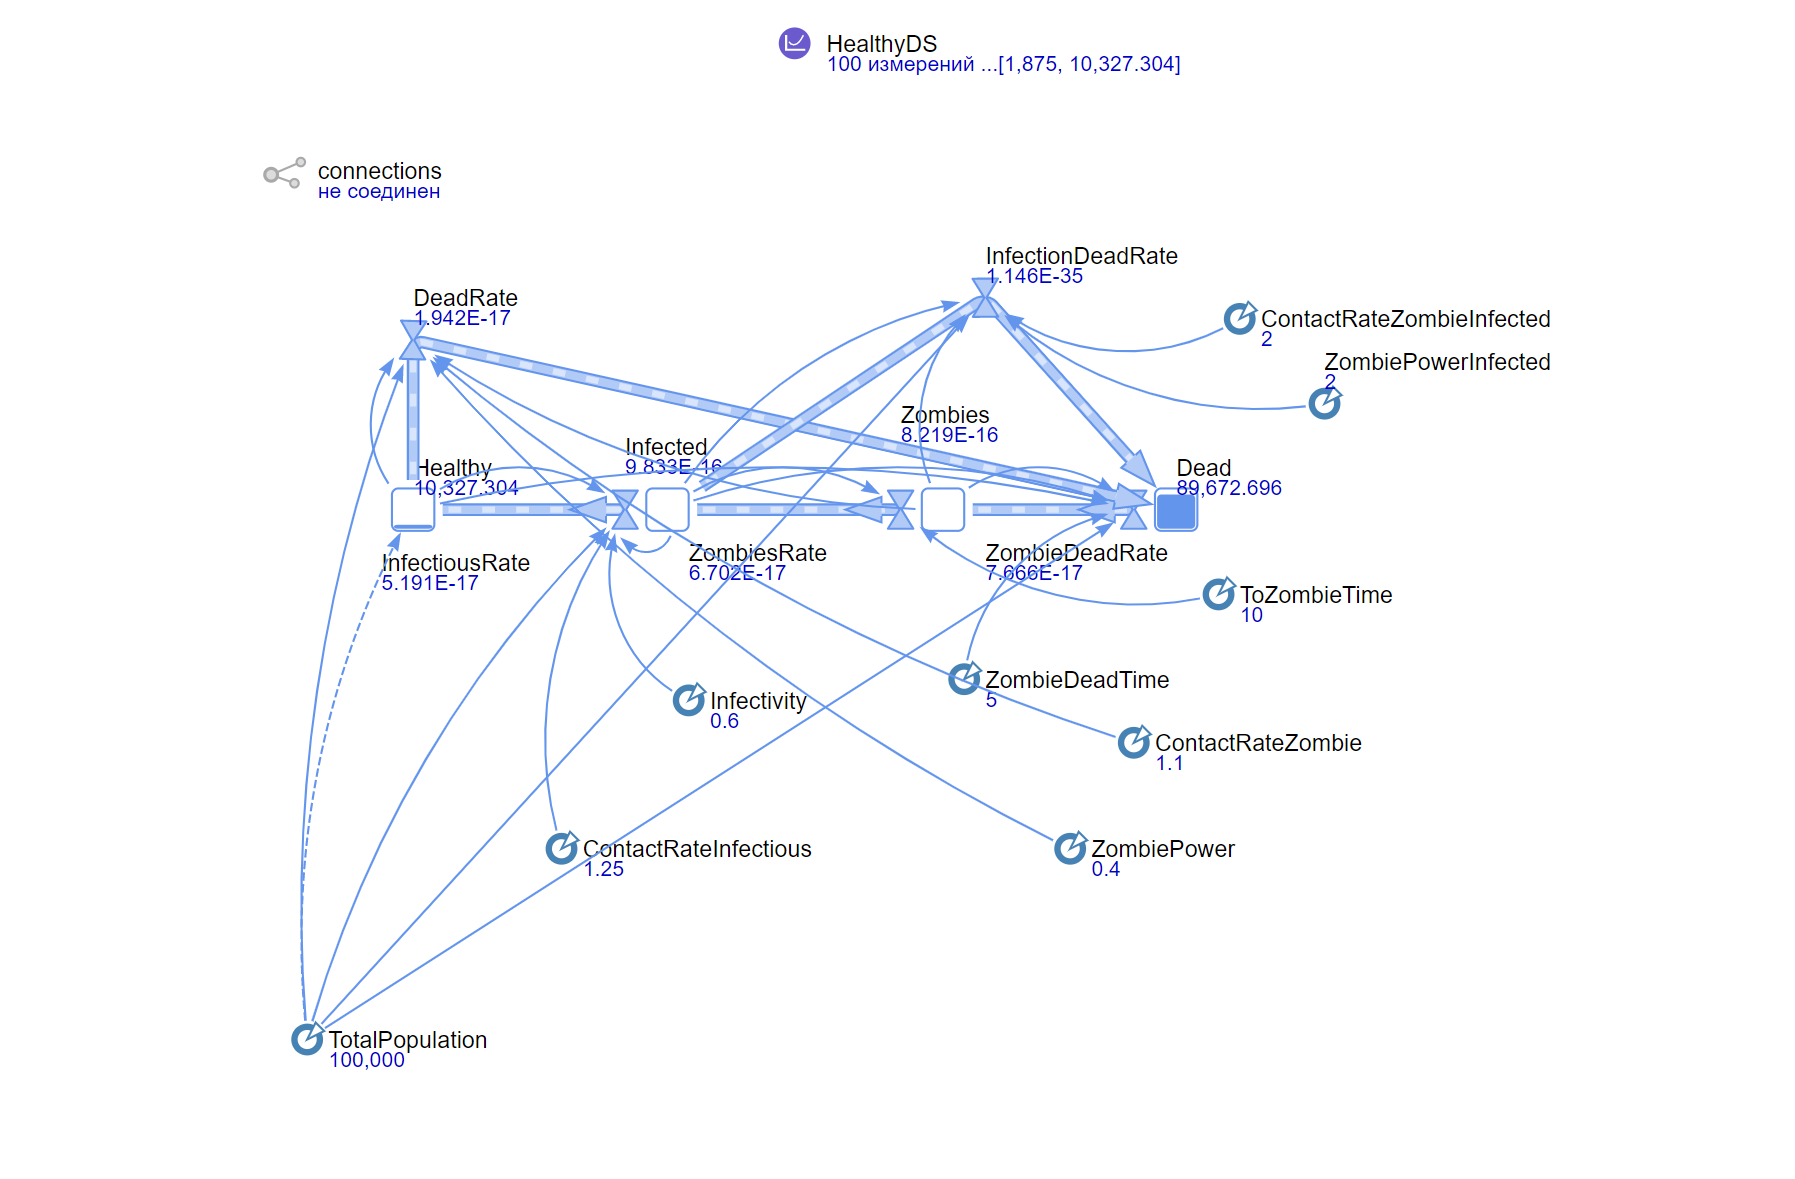 HealthyDS
100 измерений ...[1,875, 10,327.304]
connections
не соединен
InfectionDeadRate
1.146E-35
DeadRate
1.942E-17
ContactRateZombieInfected
2
ZombiePowerInfected
2
Zombies
8.219E-16
Infected
9.833E-16
Healthy
10,327.304
Dead
89,672.696
InfectiousRate
5.191E-17
ZombiesRate
6.702E-17
ZombieDeadRate
7.666E-17
ToZombieTime
10
ZombieDeadTime
5
Infectivity
0.6
ContactRateZombie
1.1
ContactRateInfectious
1.25
ZombiePower
0.4
TotalPopulation
100,000